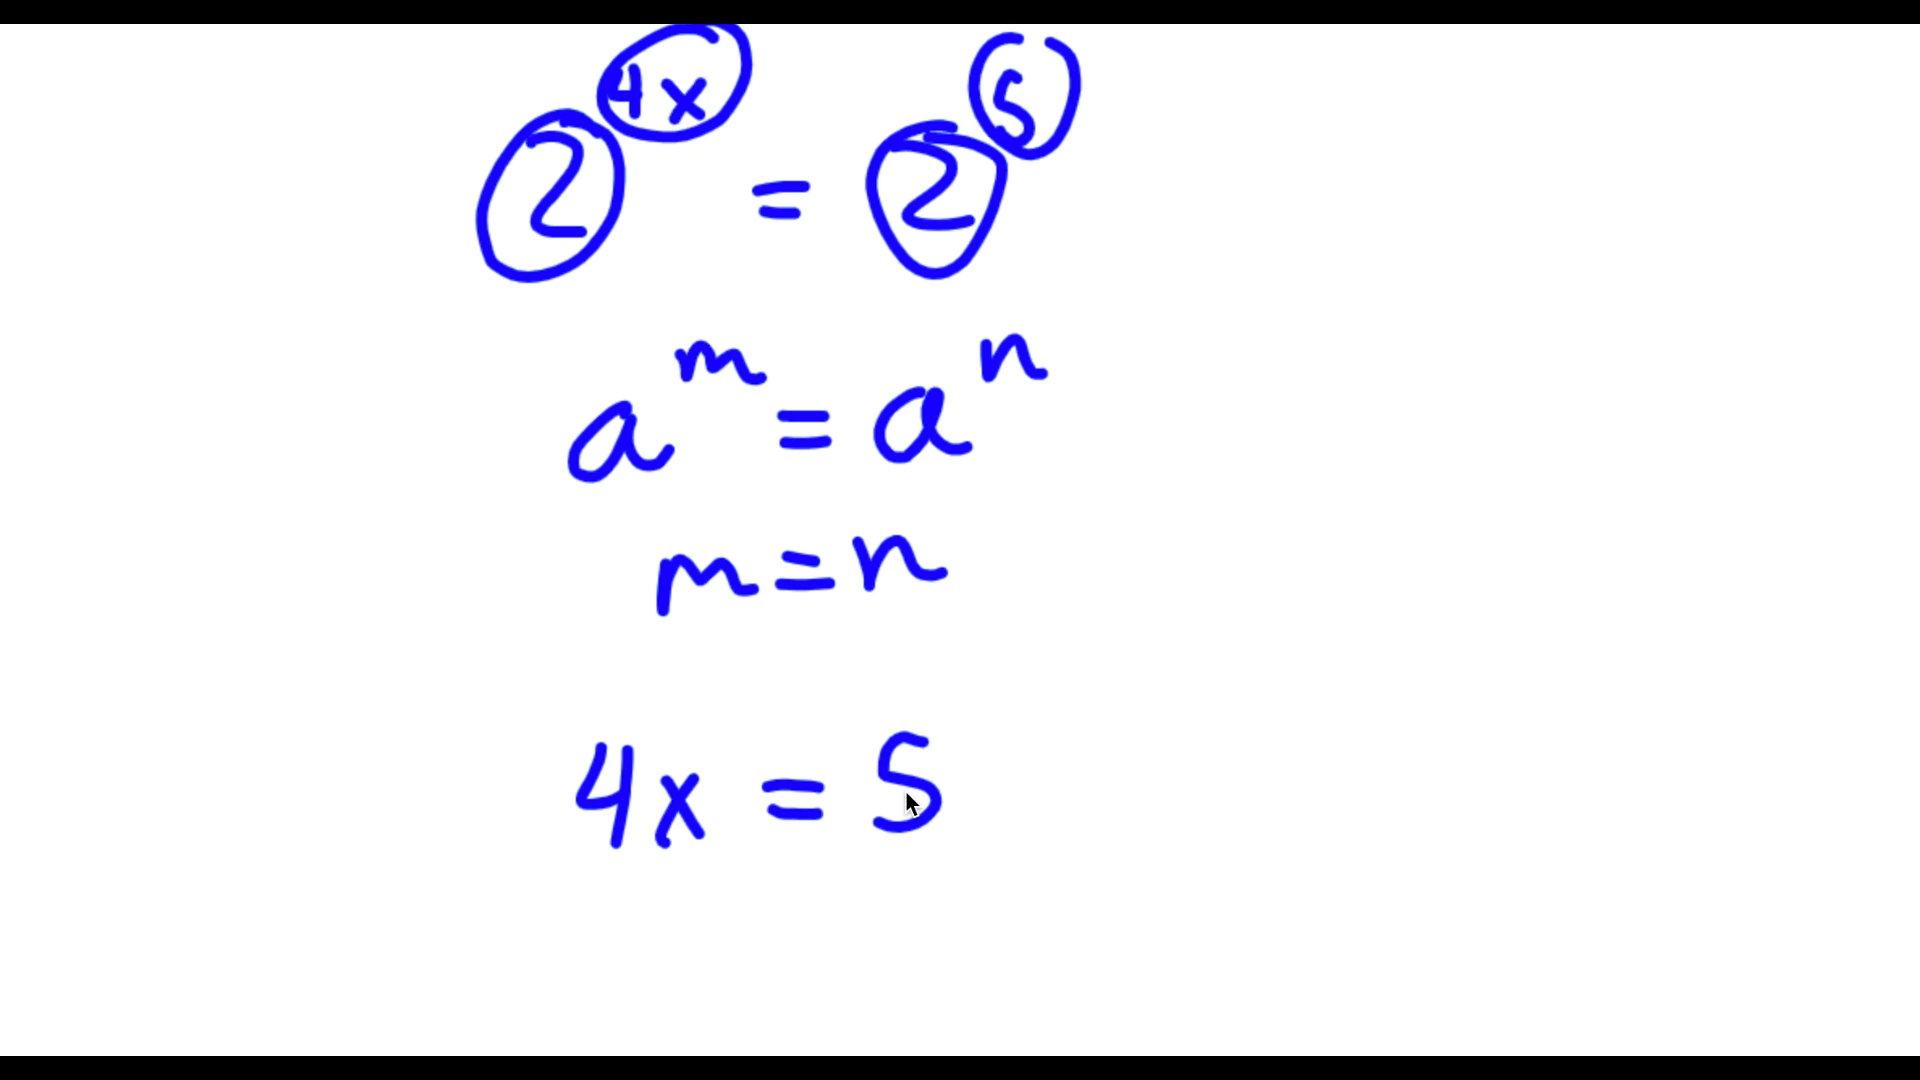 2^{4x} = 2^5
a^m = a^n
m = n
4x = 5